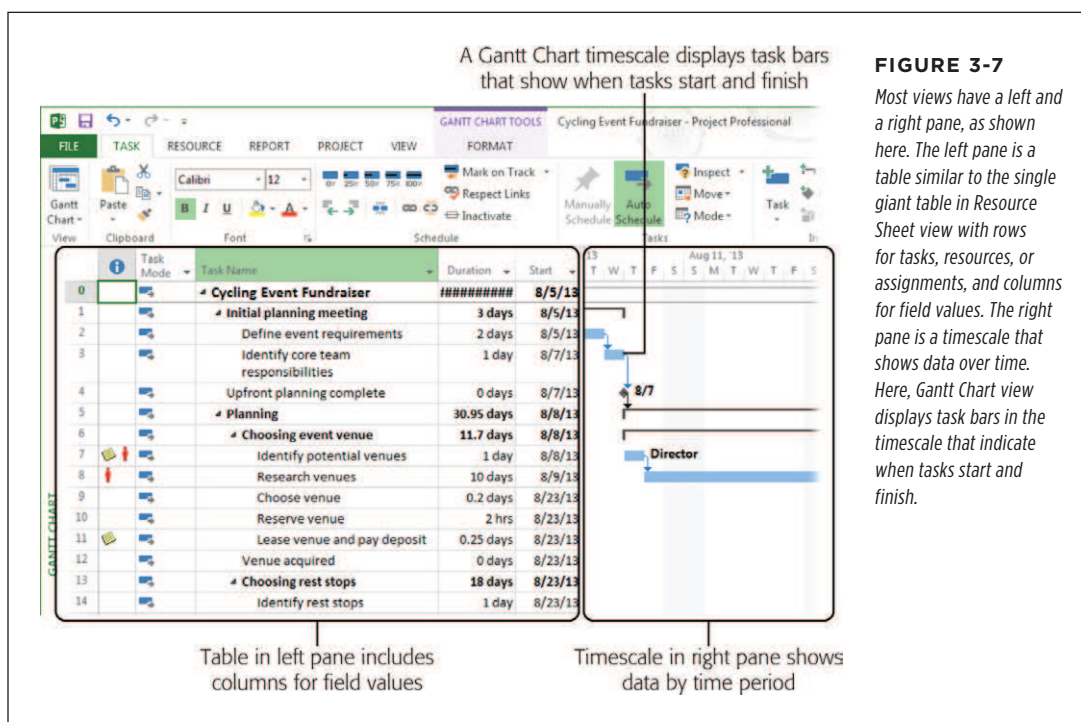 A Gantt Chart timescale displays task bars
that show when tasks start and finish
FIGURE 3-7
Most views have a left and
a right pane, as shown
here. The left pane is a
table similar to the single
giant table in Resource
Sheet view with rows
for tasks, resources, or
assignments, and columns
for field values. The right
pane is a timescale that
shows data over time.
Here, Gantt Chart view
displays task bars in the
timescale that indicate
when tasks start and
finish.
GANTT CHART TOOLS Cycling Event Fundraiser - Project Professional
FILE TASK RESOURCE REPORT PROJECT VIEW FORMAT
Gantt Chart
Paste
Calibri 12
B I U A
0% 25% 50% 75% 100%
Mark on Track
Respect Links
Inactivate
Manually Schedule
Auto Schedule
Inspect
Move
Mode
Task
View Clipboard Font Schedule Tasks In
Task Mode Task Name Duration Start
13 Aug 11, '13
T W T F S S M T W T F S
0 Cycling Event Fundraiser ########## 8/5/13
1 Initial planning meeting 3 days 8/5/13
2 Define event requirements 2 days 8/5/13
3 Identify core team responsibilities 1 day 8/7/13
4 Upfront planning complete 0 days 8/7/13 8/7
5 Planning 30.95 days 8/8/13
6 Choosing event venue 11.7 days 8/8/13
7 Identify potential venues 1 day 8/8/13 Director
8 Research venues 10 days 8/9/13
9 Choose venue 0.2 days 8/23/13
10 Reserve venue 2 hrs 8/23/13
11 Lease venue and pay deposit 0.25 days 8/23/13
12 Venue acquired 0 days 8/23/13
13 Choosing rest stops 18 days 8/23/13
14 Identify rest stops 1 day 8/23/13
GANTT CHART
Table in left pane includes
columns for field values
Timescale in right pane shows
data by time period